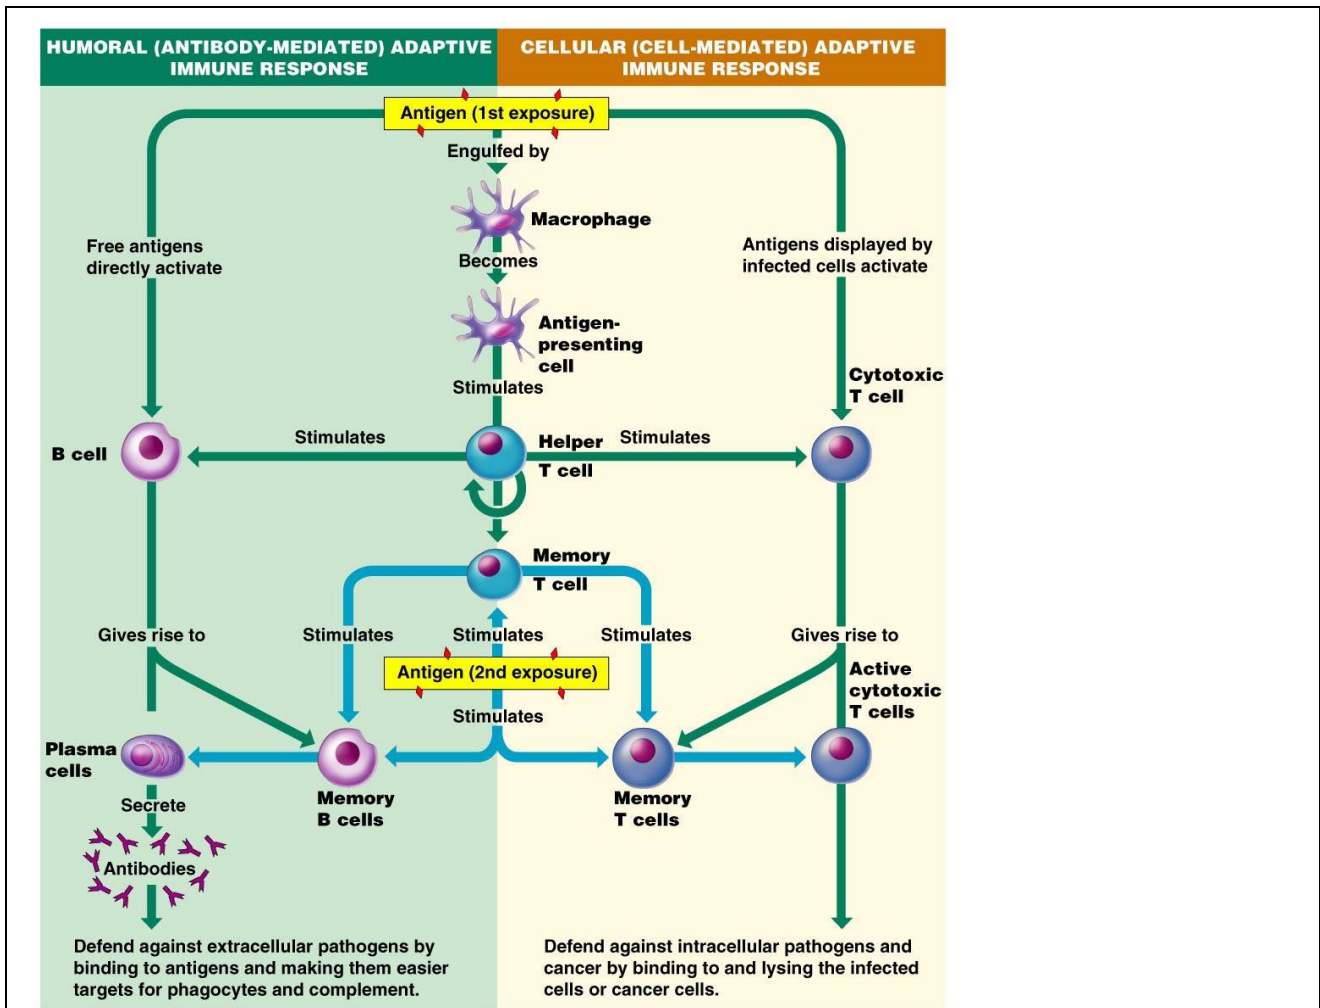 HUMORAL (ANTIBODY-MEDIATED) ADAPTIVE
IMMUNE RESPONSE
CELLULAR (CELL-MEDIATED) ADAPTIVE
IMMUNE RESPONSE
Antigen (1st exposure)
Engulfed by
Macrophage
Free antigens
directly activate
Becomes
Antigens displayed by
infected cells activate
Antigen-
presenting
cell
Stimulates
Cytotoxic
T cell
B cell
Stimulates
Helper
T cell
Stimulates
Memory
T cell
Gives rise to
Stimulates
Stimulates
Stimulates
Gives rise to
Antigen (2nd exposure)
Active
cytotoxic
T cells
Stimulates
Plasma
cells
Memory
B cells
Memory
T cells
Secrete
Antibodies
Defend against extracellular pathogens by
binding to antigens and making them easier
targets for phagocytes and complement.
Defend against intracellular pathogens and
cancer by binding to and lysing the infected
cells or cancer cells.